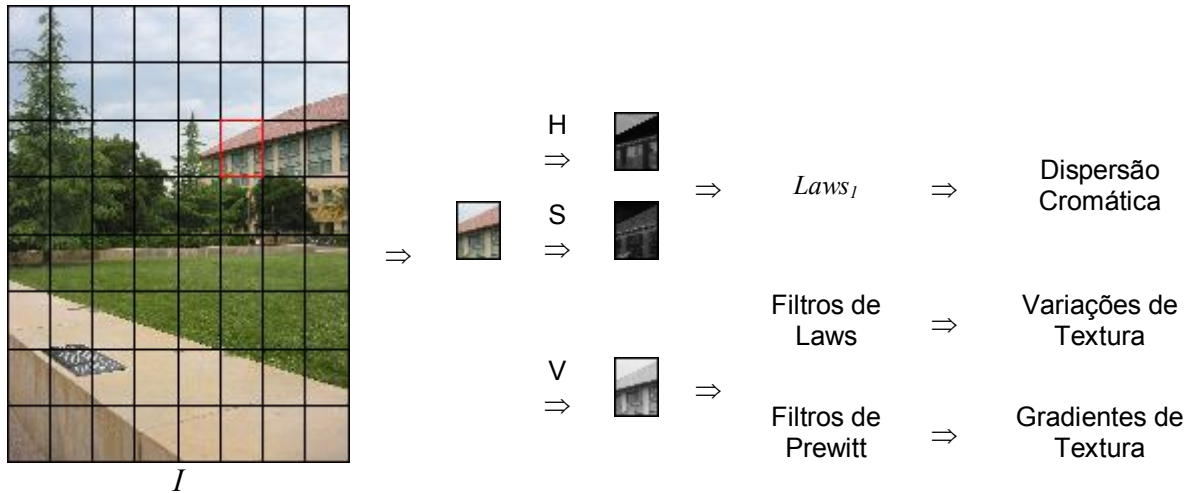 H
⇒
S
⇒
⇒
⇒
Laws₁
⇒
Dispersão
Cromática
Filtros de
Laws
⇒
Variações de
Textura
V
⇒
⇒
Filtros de
Prewitt
⇒
Gradientes de
Textura
I